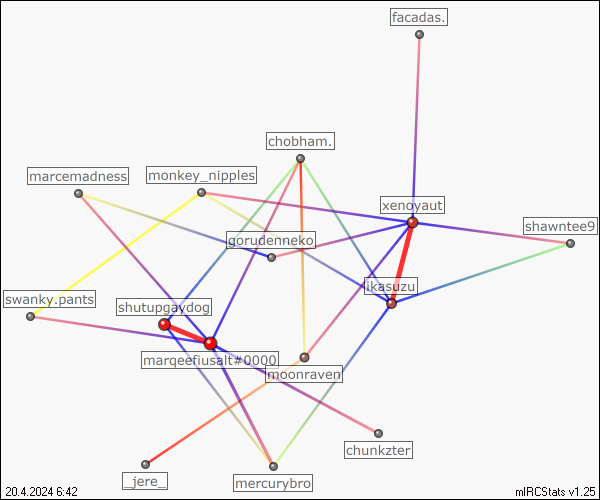 facadas.
chobham.
marcemadness
monkey_nipples
xenoyaut
shawntee9
gorudenneko
ikasuzu
swanky.pants
shutupgaydog
marqeefiusalt#0000
moonraven
chunkzter
_jere_
mercurybro
20.4.2024 6:42
mIRCStats v1.25